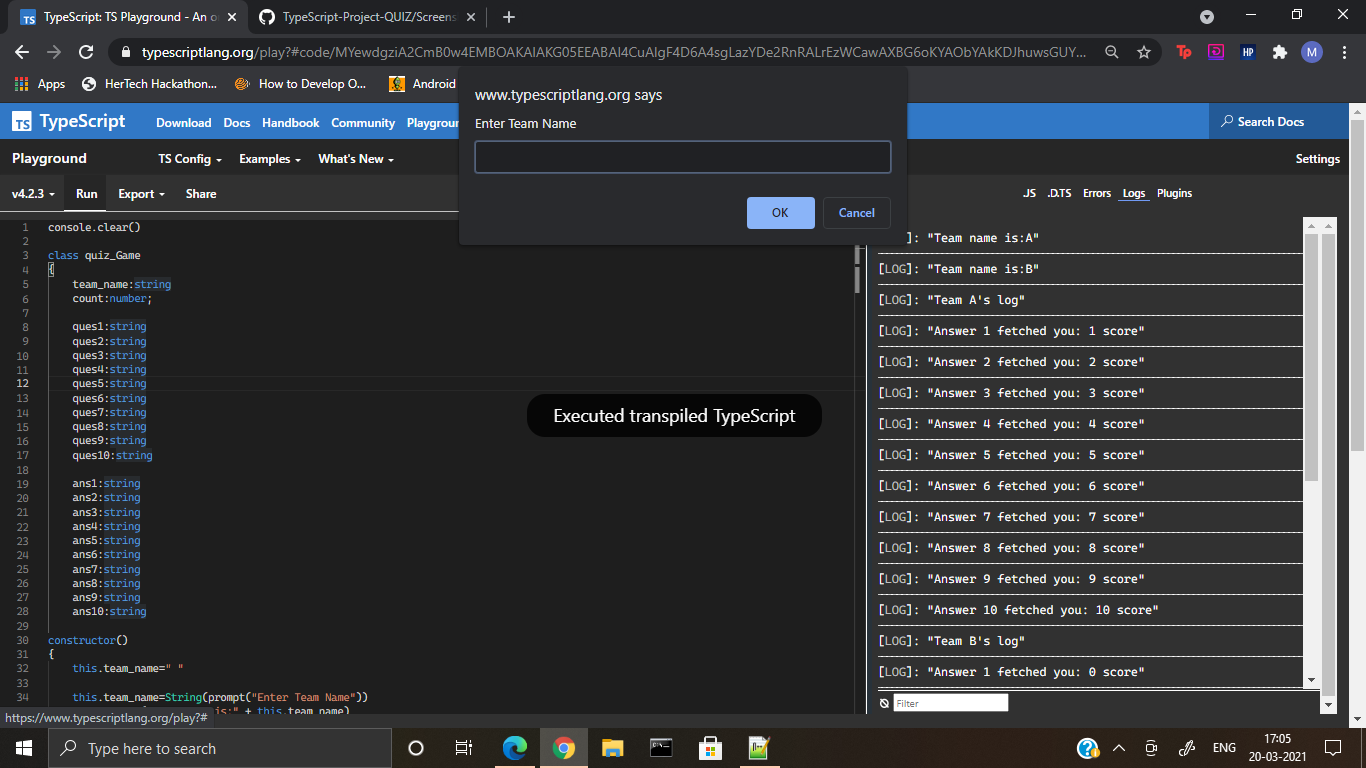 TypeScript: TS Playground - An o
TypeScript-Project-QUIZ/Screens
typescriptlang.org/play?#code/
Apps
HerTech Hackathon...
How to Develop O...
Android
www.typescriptlang.org says
Enter Team Name
OK
Cancel
TS TypeScript
Download Docs Handbook Community Playgroun
Search Docs
Playground
TS Config Examples What's New
Settings
v4.2.3 Run Export Share
.JS .D.TS Errors Logs Plugins
1 console.clear()
2
3 class quiz_Game
4 {
5 team_name:string
6 count:number;
7
8 ques1:string
9 ques2:string
10 ques3:string
11 ques4:string
12 ques5:string
13 ques6:string
14 ques7:string
15 ques8:string
16 ques9:string
17 ques10:string
18
19 ans1:string
20 ans2:string
21 ans3:string
22 ans4:string
23 ans5:string
24 ans6:string
25 ans7:string
26 ans8:string
27 ans9:string
28 ans10:string
29
30 constructor()
31 {
32 this.team_name=" "
33
34 this.team_name=String(prompt("Enter Team Name"))
is:" + this.team_name)
https://www.typescriptlang.org/play?#
Executed transpiled TypeScript
]: "Team name is:A"
[LOG]: "Team name is:B"
[LOG]: "Team A's log"
[LOG]: "Answer 1 fetched you: 1 score"
[LOG]: "Answer 2 fetched you: 2 score"
[LOG]: "Answer 3 fetched you: 3 score"
[LOG]: "Answer 4 fetched you: 4 score"
[LOG]: "Answer 5 fetched you: 5 score"
[LOG]: "Answer 6 fetched you: 6 score"
[LOG]: "Answer 7 fetched you: 7 score"
[LOG]: "Answer 8 fetched you: 8 score"
[LOG]: "Answer 9 fetched you: 9 score"
[LOG]: "Answer 10 fetched you: 10 score"
[LOG]: "Team B's log"
[LOG]: "Answer 1 fetched you: 0 score"
Filter
Type here to search
ENG
17:05
20-03-2021